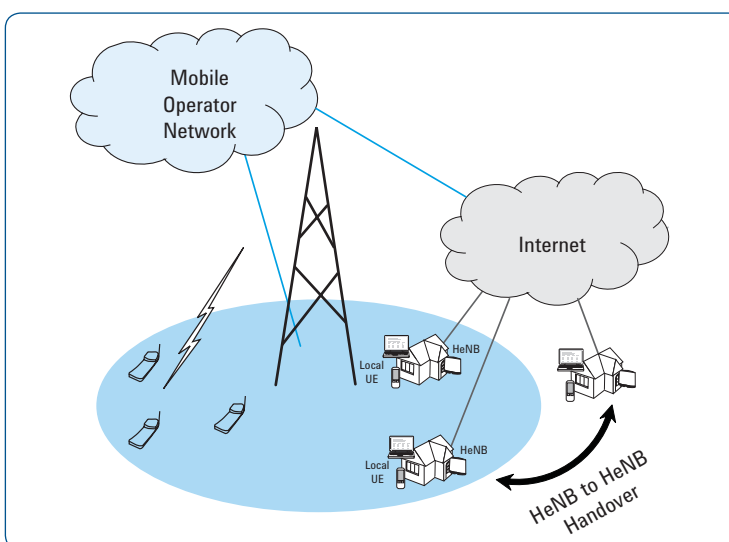 Mobile
Operator
Network
Internet
HeNB
Local
UE
HeNB
Local
UE
HeNB to HeNB
Handover